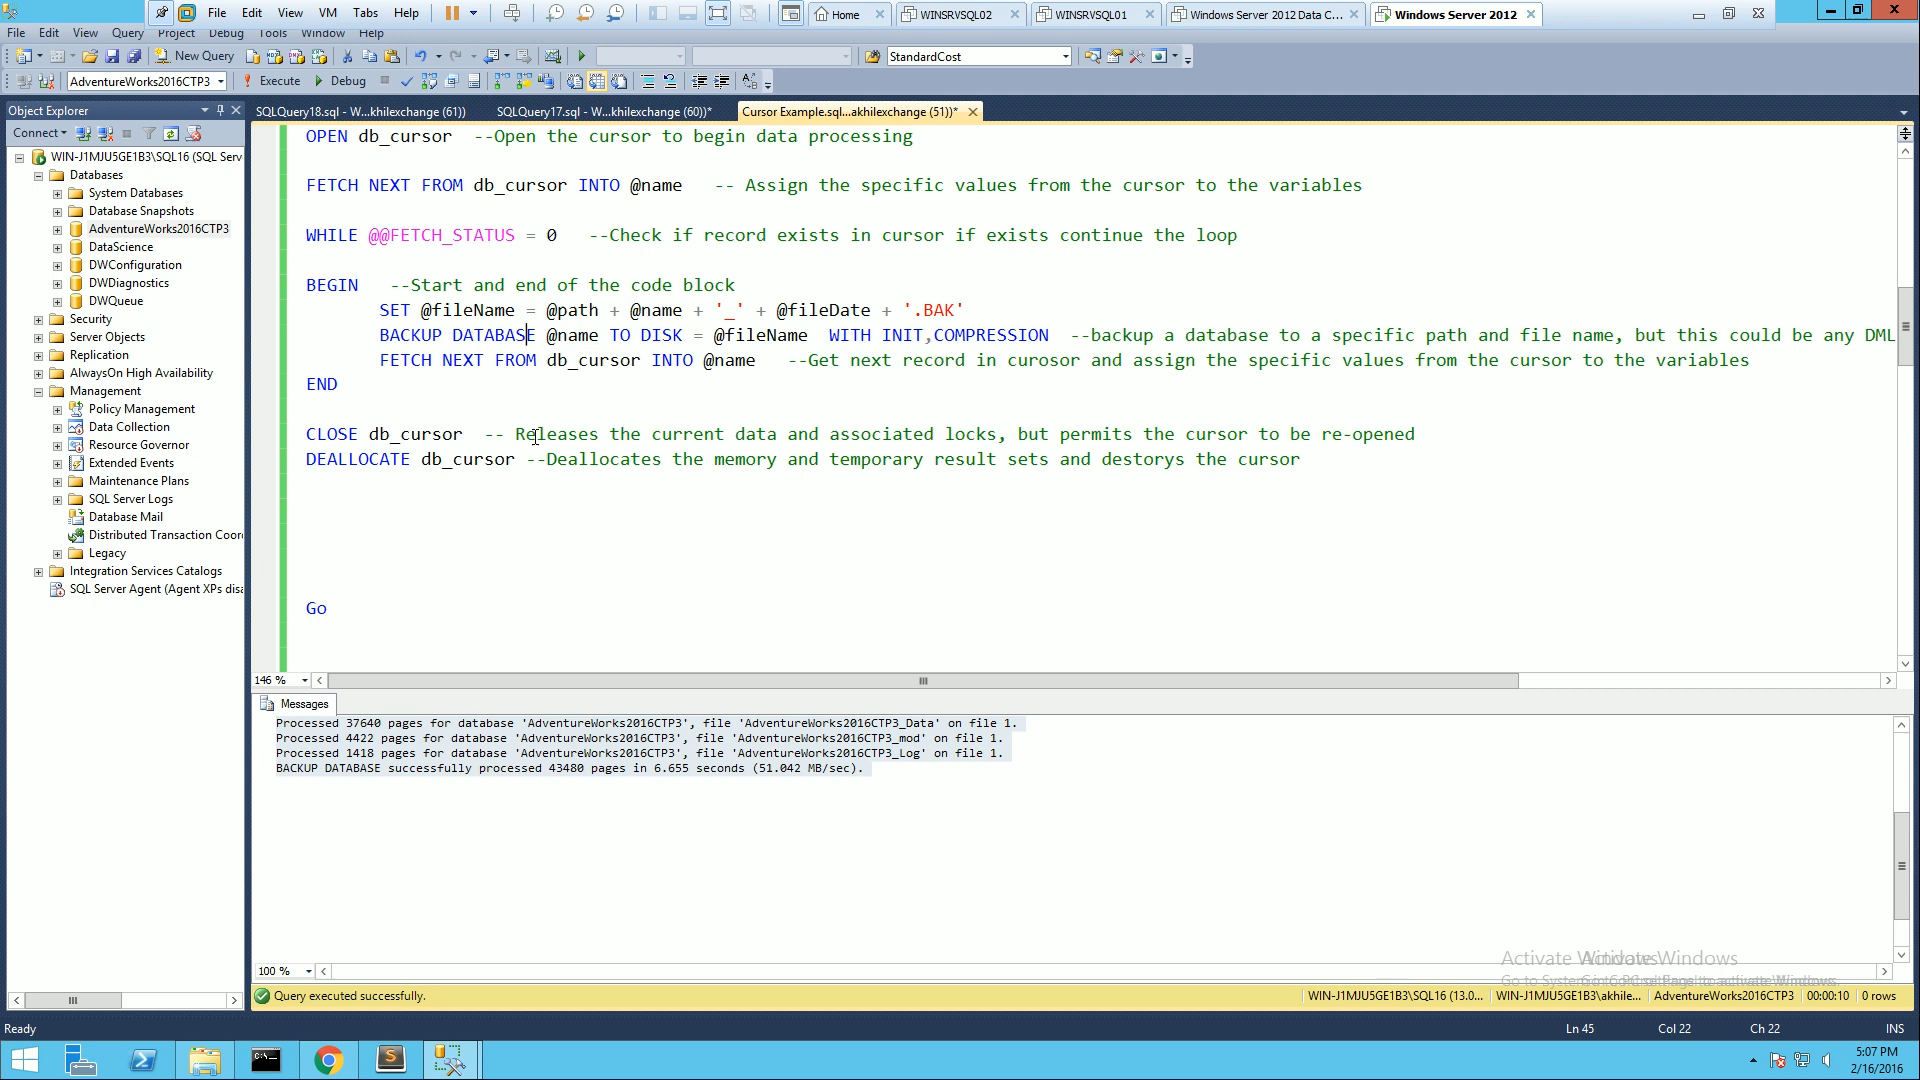 File Edit View VM Tabs Help Home WINSRVSQL02 WINSRVSQL01 Windows Server 2012 Data C... Windows Server 2012
File Edit View Query Project Debug Tools Window Help
New Query StandardCost
AdventureWorks2016CTP3 Execute Debug
Object Explorer
Connect
WIN-J1MJU5GE1B3\SQL16 (SQL Serv
Databases
System Databases
Database Snapshots
AdventureWorks2016CTP3
DataScience
DWConfiguration
DWDiagnostics
DWQueue
Security
Server Objects
Replication
AlwaysOn High Availability
Management
Policy Management
Data Collection
Resource Governor
Extended Events
Maintenance Plans
SQL Server Logs
Database Mail
Distributed Transaction Coor
Legacy
Integration Services Catalogs
SQL Server Agent (Agent XPs disa
SQLQuery18.sql - W...khilexchange (61)) SQLQuery17.sql - W...khilexchange (60))* Cursor Example.sql...akhilexchange (51))*
OPEN db_cursor --Open the cursor to begin data processing
FETCH NEXT FROM db_cursor INTO @name -- Assign the specific values from the cursor to the variables
WHILE @@FETCH_STATUS = 0 --Check if record exists in cursor if exists continue the loop
BEGIN --Start and end of the code block
SET @fileName = @path + @name + '_' + @fileDate + '.BAK'
BACKUP DATABASE @name TO DISK = @fileName WITH INIT,COMPRESSION --backup a database to a specific path and file name, but this could be any DML
FETCH NEXT FROM db_cursor INTO @name --Get next record in curosor and assign the specific values from the cursor to the variables
END
CLOSE db_cursor -- Releases the current data and associated locks, but permits the cursor to be re-opened
DEALLOCATE db_cursor --Deallocates the memory and temporary result sets and destorys the cursor
Go
146 %
Messages
Processed 37640 pages for database 'AdventureWorks2016CTP3', file 'AdventureWorks2016CTP3_Data' on file 1.
Processed 4422 pages for database 'AdventureWorks2016CTP3', file 'AdventureWorks2016CTP3_mod' on file 1.
Processed 1418 pages for database 'AdventureWorks2016CTP3', file 'AdventureWorks2016CTP3_Log' on file 1.
BACKUP DATABASE successfully processed 43480 pages in 6.655 seconds (51.042 MB/sec).
Activate Windows
100 %
Query executed successfully. WIN-J1MJU5GE1B3\SQL16 (13.0... WIN-J1MJU5GE1B3\akhile... AdventureWorks2016CTP3 00:00:10 0 rows
Ready Ln 45 Col 22 Ch 22 INS
5:07 PM
2/16/2016